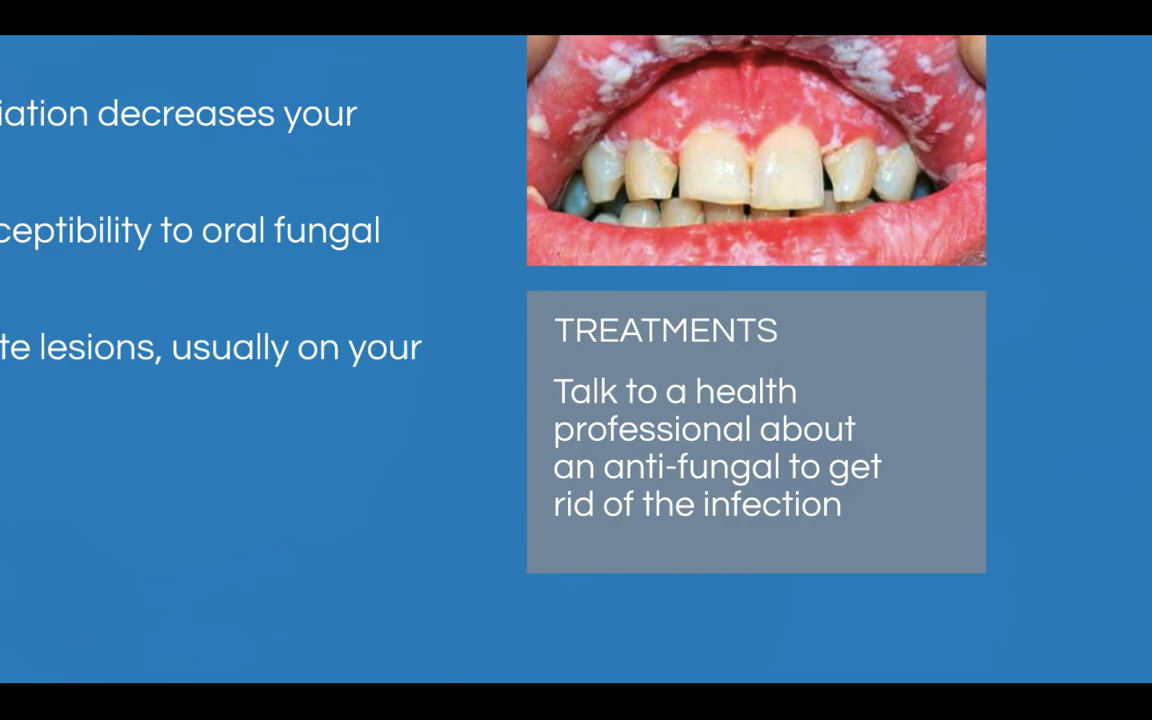 iation decreases your
ceptibility to oral fungal
te lesions, usually on your
TREATMENTS
Talk to a health
professional about
an anti-fungal to get
rid of the infection